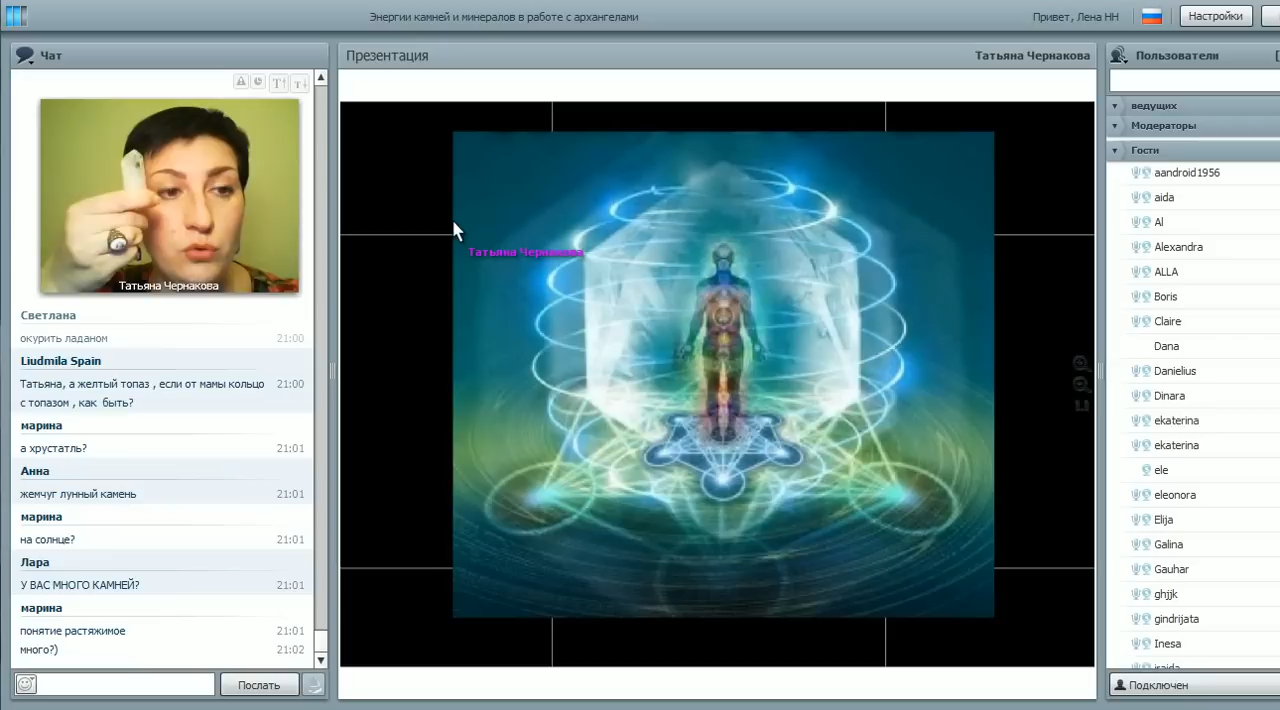 Энергии камней и минералов в работе с архангелами
Привет, Лена НН
Настройки
Чат
Татьяна Чернакова
Светлана
окурить ладаном 21:00
Liudmila Spain
Татьяна, а желтый топаз , если от мамы кольцо 21:00
с топазом , как быть?
марина
а хрустатль? 21:01
Анна
жемчуг лунный камень 21:01
марина
на солнце? 21:01
Лара
У ВАС МНОГО КАМНЕЙ? 21:01
марина
понятие растяжимое 21:01
много?) 21:02
Послать
Презентация
Татьяна Чернакова
Татьяна Чернакова
Пользователи
ведущих
Модераторы
Гости
aandroid1956
aida
Al
Alexandra
ALLA
Boris
Claire
Dana
Danielius
Dinara
ekaterina
ekaterina
ele
eleonora
Elija
Galina
Gauhar
ghjjk
gindrijata
Inesa
Подключен